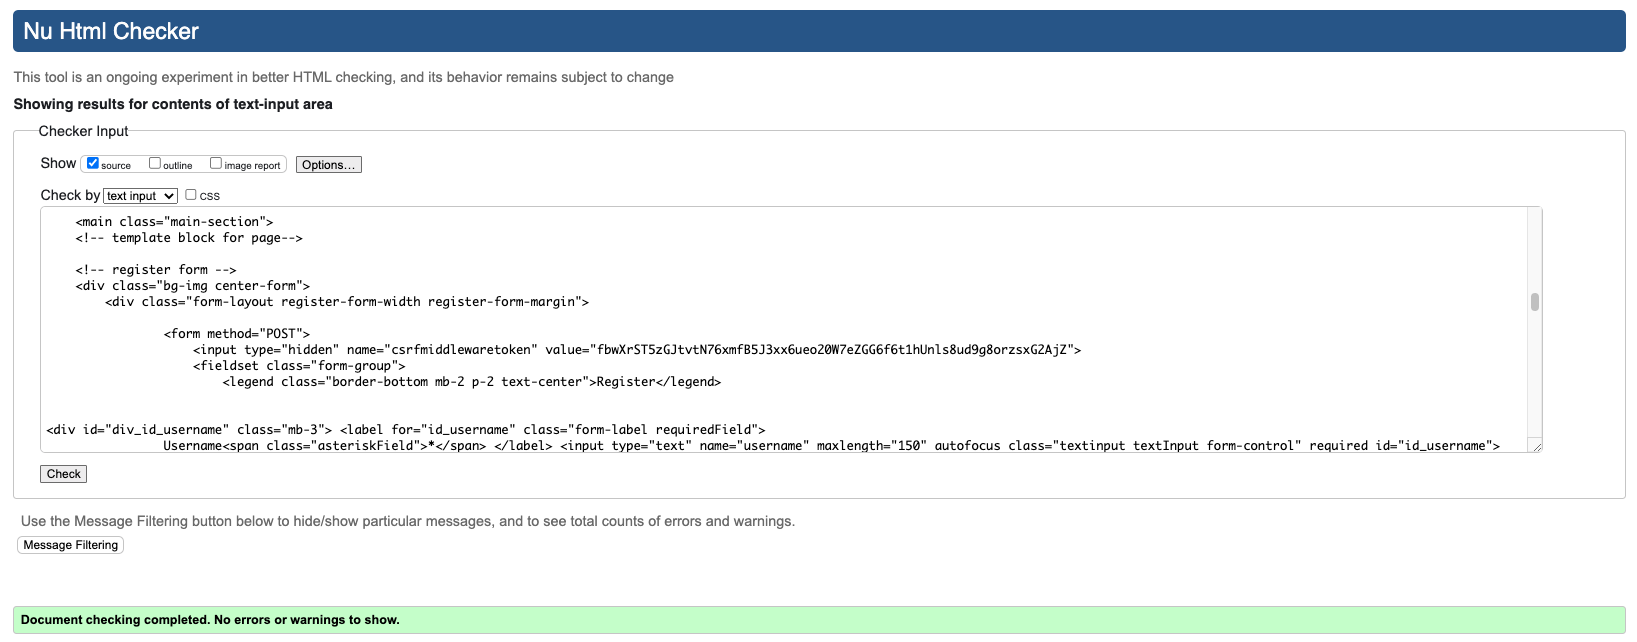 Nu Html Checker
This tool is an ongoing experiment in better HTML checking, and its behavior remains subject to change
Showing results for contents of text-input area
Checker Input
Show source outline image report Options...
Check by text input CSS
<main class="main-section">
<!-- template block for page-->
<!-- register form -->
<div class="bg-img center-form">
<div class="form-layout register-form-width register-form-margin">
<form method="POST">
<input type="hidden" name="csrfmiddlewaretoken" value="fbwXrST5zGJtvtN76xmfB5J3xx6ueo20W7eZGG6f6t1hUnls8ud9g8orzsxG2AjZ">
<fieldset class="form-group">
<legend class="border-bottom mb-2 p-2 text-center">Register</legend>
<div id="div_id_username" class="mb-3"> <label for="id_username" class="form-label requiredField">
Username<span class="asteriskField">*</span> </label> <input type="text" name="username" maxlength="150" autofocus class="textinput textInput form-control" required id="id_username">
Check
Use the Message Filtering button below to hide/show particular messages, and to see total counts of errors and warnings.
Message Filtering
Document checking completed. No errors or warnings to show.